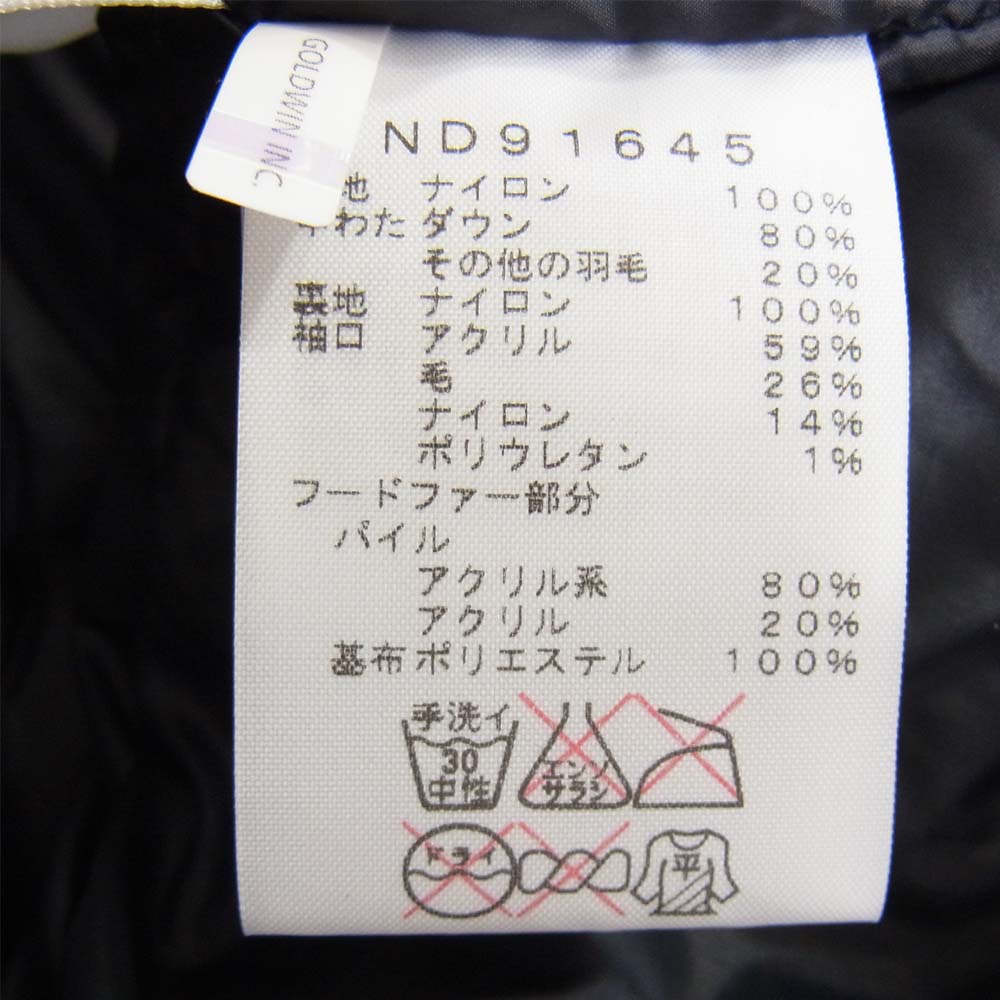 GOLDWIN INC.
ND91645
地 ナイロン 100%
わた ダウン 80%
その他の羽毛 20%
裏地 ナイロン 100%
袖口 アクリル 59%
毛 26%
ナイロン 14%
ポリウレタン 1%
フードファー部分
パイル
アクリル系 80%
アクリル 20%
基布 ポリエステル 100%
手洗イ
30
中性
エンソ
サラシ
ドライ
平